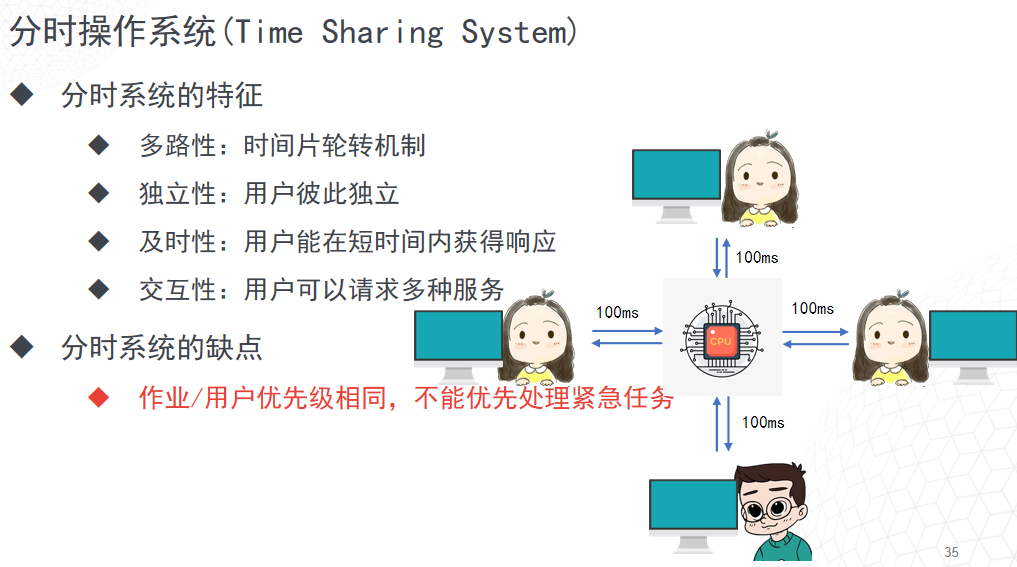 分时操作系统(Time Sharing System)
分时系统的特征
多路性：时间片轮转机制
独立性：用户彼此独立
及时性：用户能在短时间内获得响应
交互性：用户可以请求多种服务
分时系统的缺点
作业/用户优先级相同，不能优先处理紧急任务
100ms
100ms
CPU
100ms
100ms
35